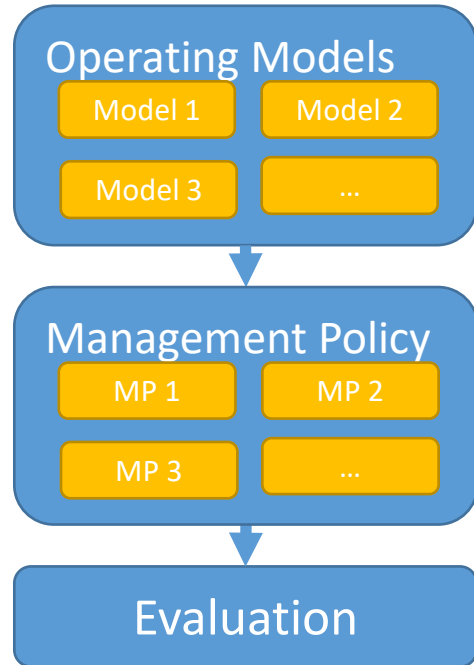 Operating Models
Model 1 Model 2
Model 3 ...
Management Policy
MP 1 MP 2
MP 3 ...
Evaluation